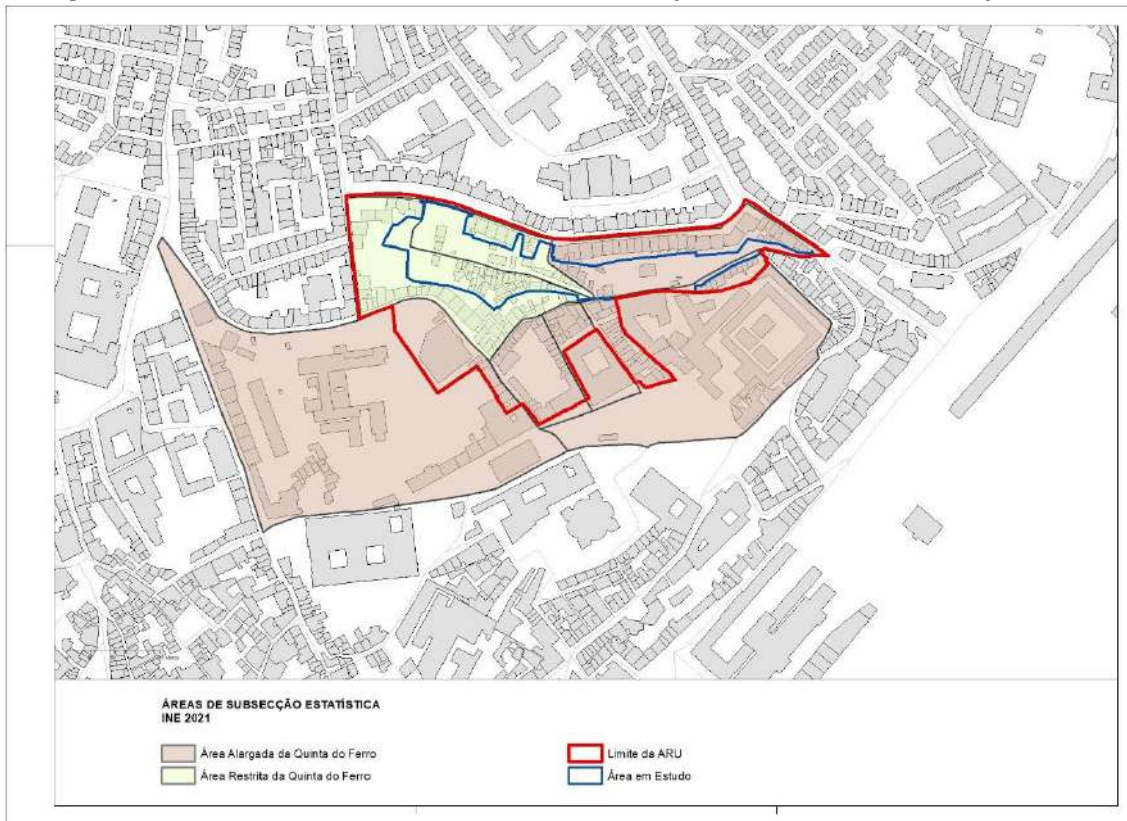 ÁREAS DE SUBSECÇÃO ESTATÍSTICA
INE 2021
Área Alargada da Quinta do Ferro
Área Restrita da Quinta do Ferro
Limite da ARU
Área em Estudo